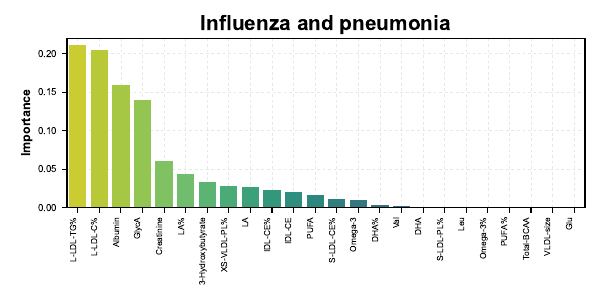 Influenza and pneumonia
Importance
0.20
0.15
0.10
0.05
0.00
L-LDL-TG%
L-LDL-C%
Albumin
GlycA
Creatinine
LA%
3-Hydroxybutyrate
XS-VLDL-PL%
LA
IDL-CE%
IDL-CE
PUFA
S-LDL-CE%
Omega-3
DHA%
Val
DHA
S-LDL-PL%
Leu
Omega-3%
PUFA%
Total-BCAA
VLDL-size
Glu